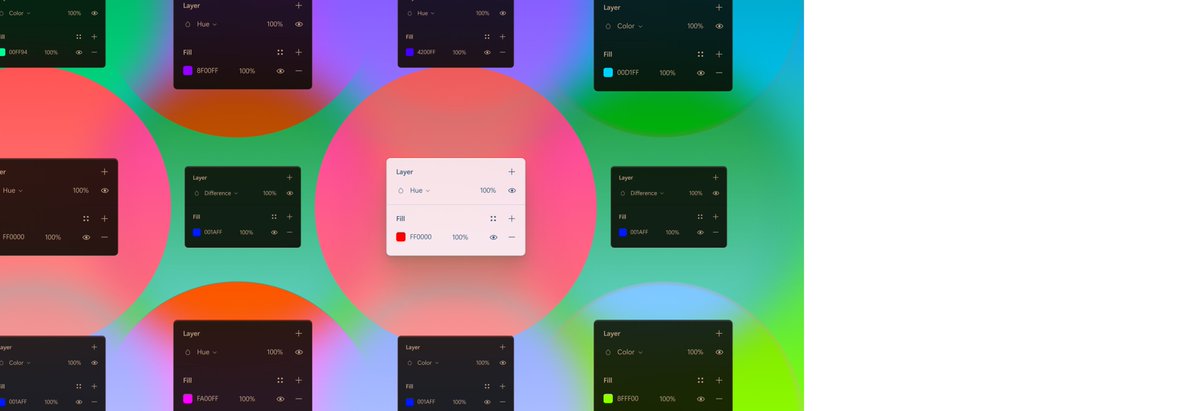 Color 100%
Fill
00FF94 100%
Layer
Hue 100%
Fill
8F00FF 100%
Hue 100%
Fill
4200FF 100%
Layer
Color 100%
Fill
00D1FF 100%
Layer
Hue 100%
FF0000 100%
Layer
Difference 100%
Fill
001AFF 100%
Layer
Hue 100%
Fill
FF0000 100%
Layer
Difference 100%
Fill
001AFF 100%
Layer
Color 100%
Fill
001AFF 100%
Layer
Hue 100%
Fill
FA00FF 100%
Layer
Color 100%
Fill
001AFF 100%
Layer
Color 100%
Fill
8FFF00 100%